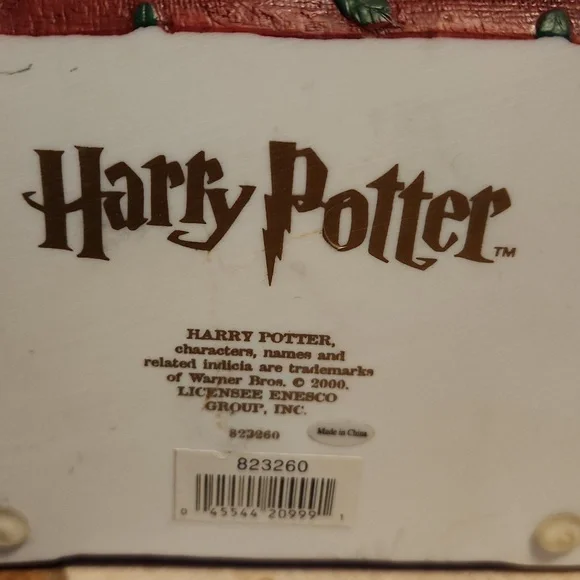 Harry Potter™
HARRY POTTER,
characters, names and
related indicia are trademarks
of Warner Bros. © 2000.
LICENSEE ENESCO
GROUP, INC.
823260
Made in China
823260
0 45544 20999 1